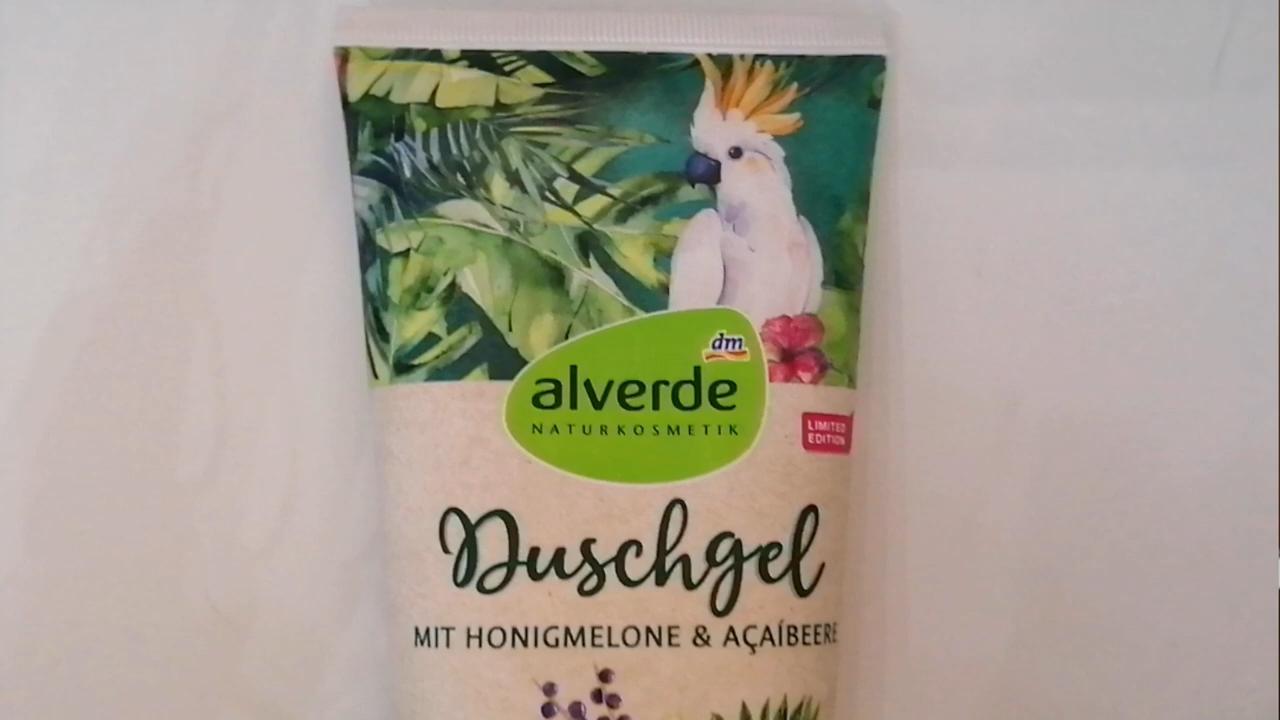 dm
alverde
NATURKOSMETIK
LIMITED
EDITION
Duschgel
MIT HONIGMELONE & AÇAÍBEERE